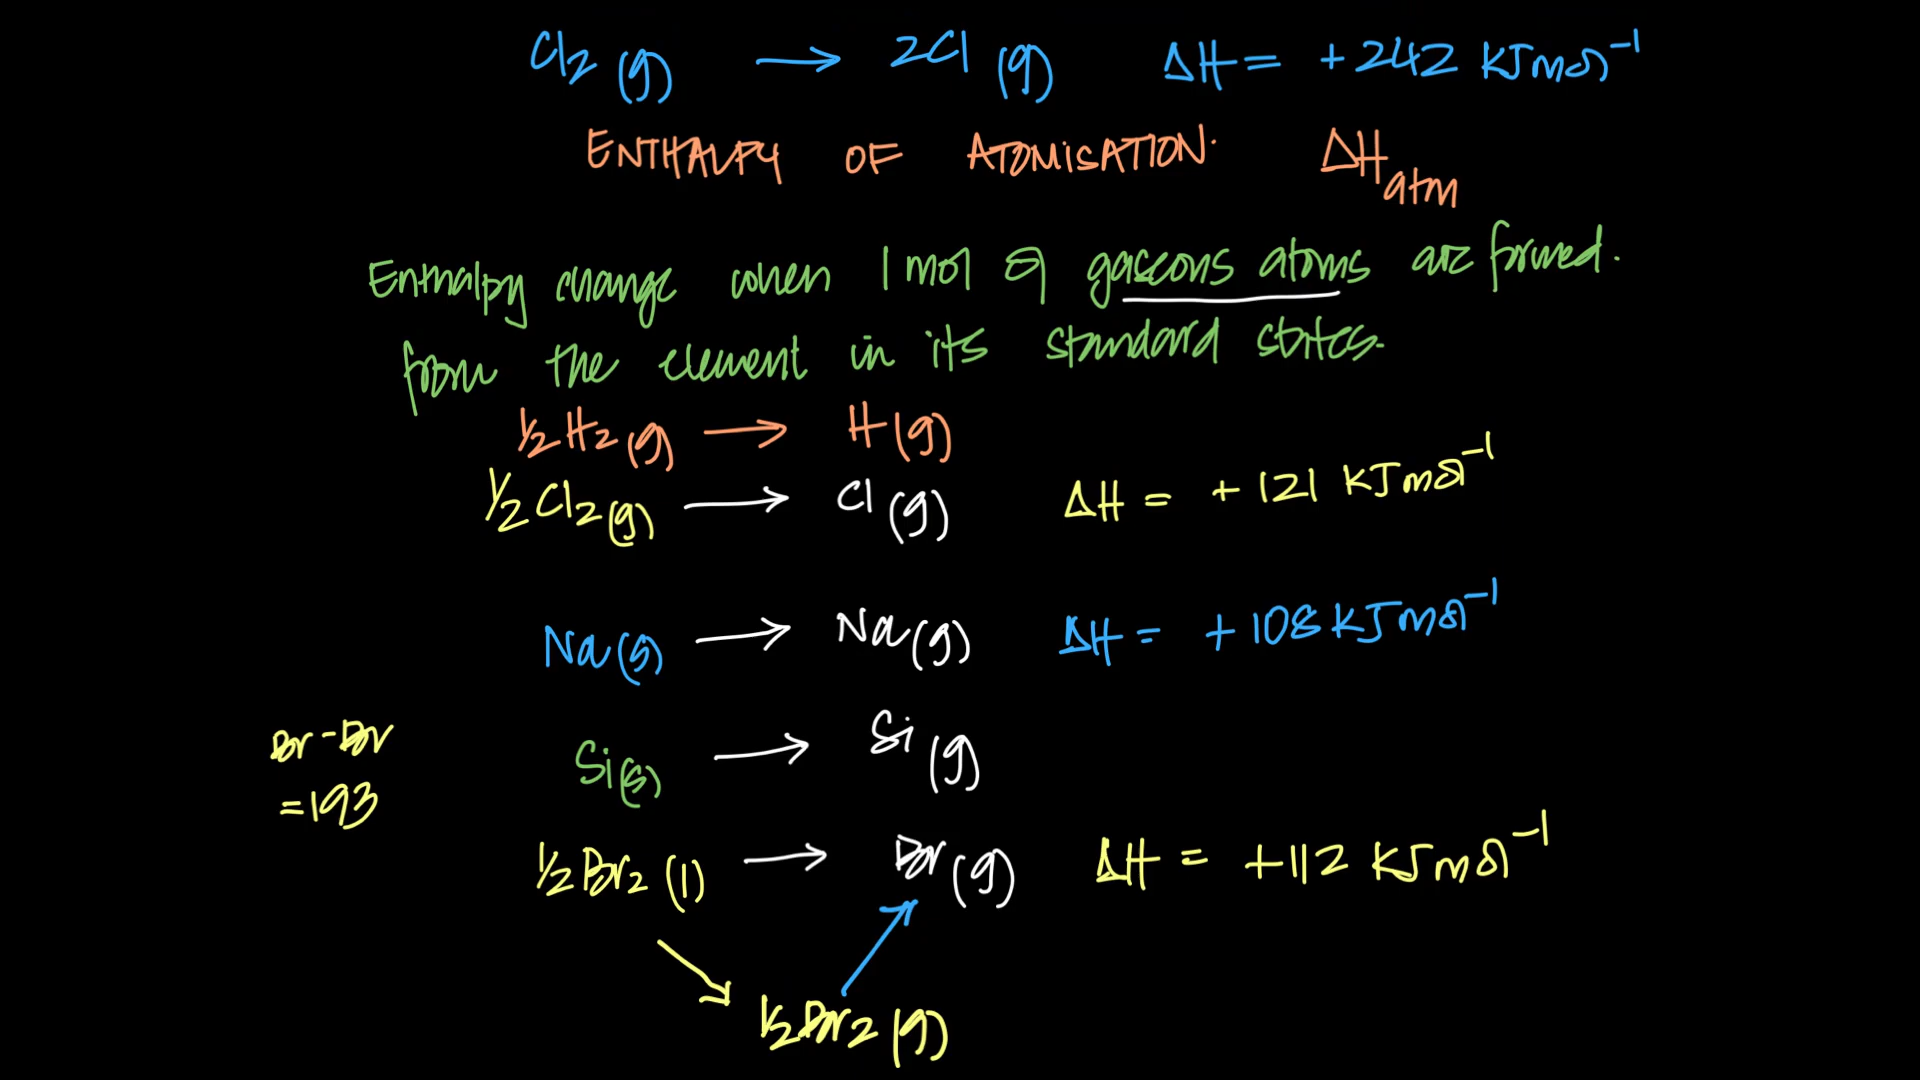 Cl₂ (g) → 2Cl (g) ΔH = +242 kJmol⁻¹
ENTHALPY OF ATOMISATION. ΔHatm
Enthalpy change when 1 mol of gaseous atoms are formed.
from the element in its standard states.
½H₂ (g) → H (g)
½Cl₂ (g) → Cl (g) ΔH = +121 kJmol⁻¹
Na (s) → Na (g) ΔH = +108 kJmol⁻¹
Si (s) → Si (g)
Br-Br
=193
½Br₂ (l) → Br (g) ΔH = +112 kJmol⁻¹
½Br₂ (g)